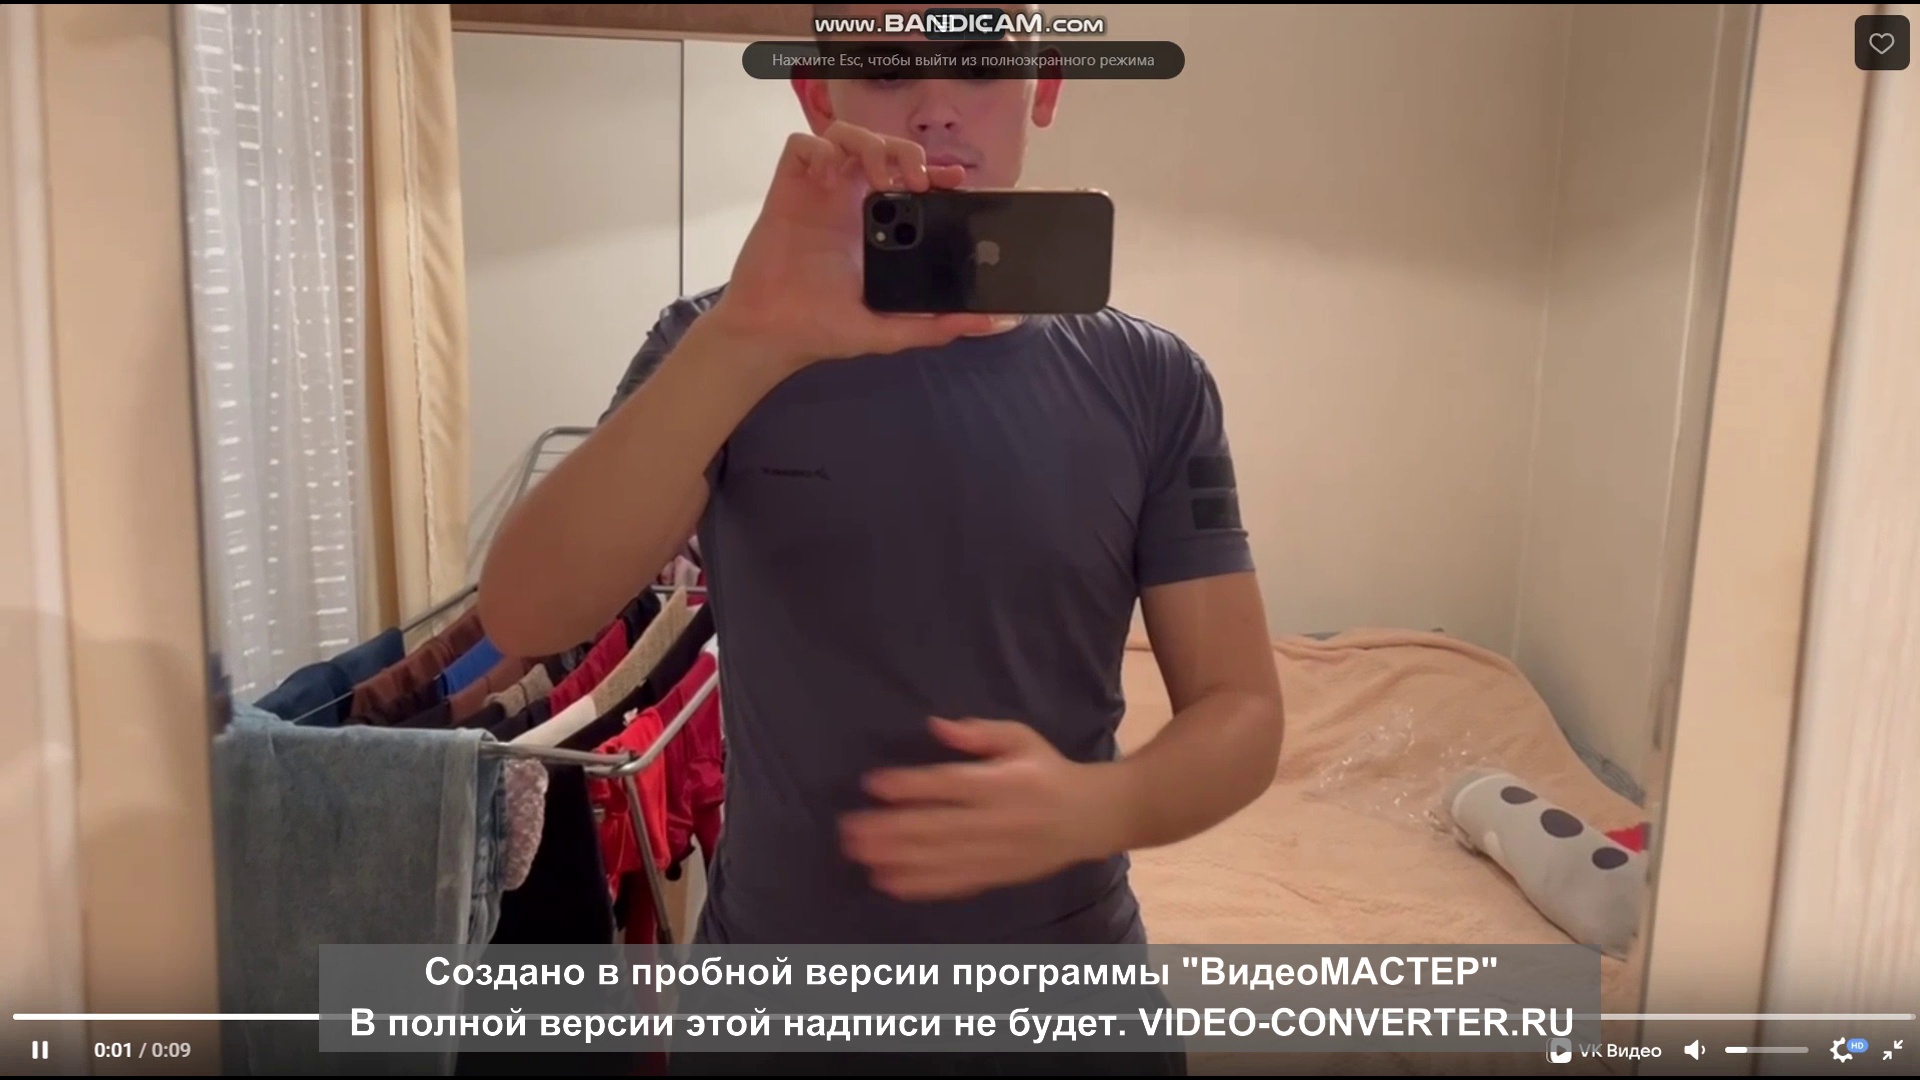 www.BANDICAM.com
Нажмите Esc, чтобы выйти из полноэкранного режима
Создано в пробной версии программы "ВидеоМАСТЕР"
В полной версии этой надписи не будет. VIDEO-CONVERTER.RU
0:01 / 0:09
VK Видео
HD